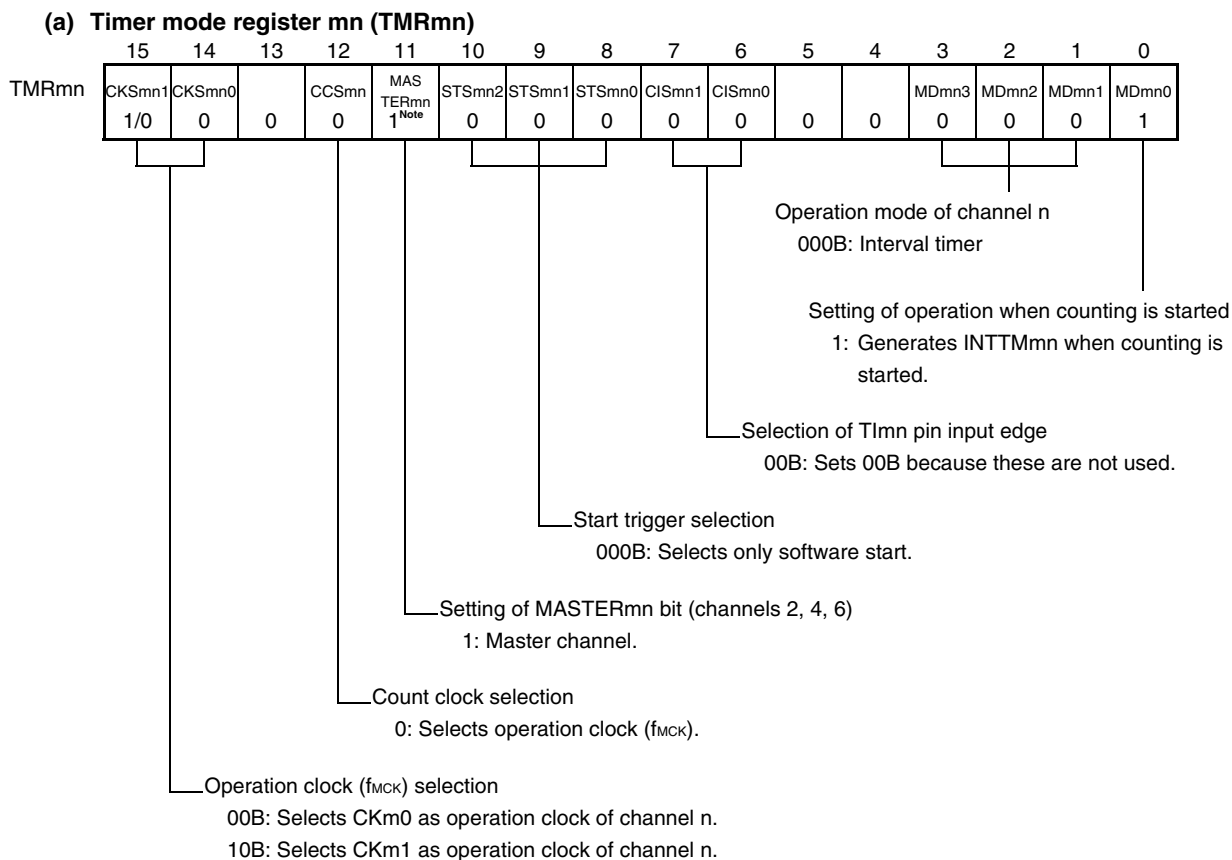 (a) Timer mode register mn (TMRmn)
15 14 13 12 11 10 9 8 7 6 5 4 3 2 1 0
TMRmn CKSmn1 CKSmn0 CCSmn MAS TERmn STSmn2 STSmn1 STSmn0 CISmn1 CISmn0 MDmn3 MDmn2 MDmn1 MDmn0
1/0 0 0 0 1Note 0 0 0 0 0 0 0 0 0 0 1
Operation mode of channel n
000B: Interval timer
Setting of operation when counting is started
1: Generates INTTMmn when counting is
started.
Selection of TImn pin input edge
00B: Sets 00B because these are not used.
Start trigger selection
000B: Selects only software start.
Setting of MASTERmn bit (channels 2, 4, 6)
1: Master channel.
Count clock selection
0: Selects operation clock (fMCK).
Operation clock (fMCK) selection
00B: Selects CKm0 as operation clock of channel n.
10B: Selects CKm1 as operation clock of channel n.